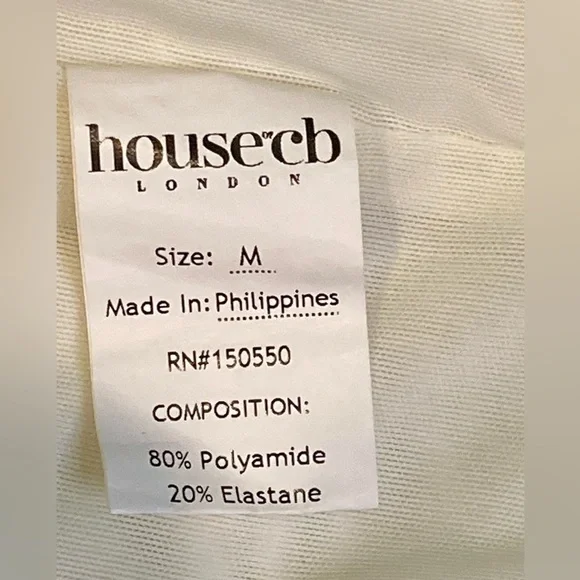 house of cb
LONDON
Size: M
Made In: Philippines
RN#150550
COMPOSITION:
80% Polyamide
20% Elastane